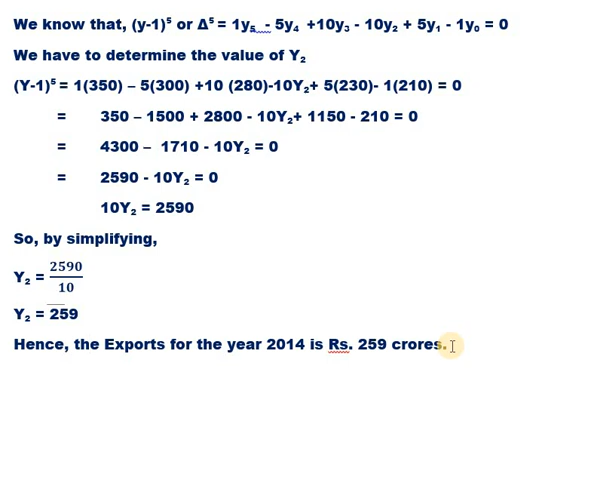 We know that, (y-1)⁵ or Δ⁵ = 1y₅ - 5y₄ +10y₃ - 10y₂ + 5y₁ - 1y₀ = 0
We have to determine the value of Y₂
(Y-1)⁵ = 1(350) – 5(300) +10 (280)-10Y₂+ 5(230)- 1(210) = 0
= 350 – 1500 + 2800 - 10Y₂+ 1150 - 210 = 0
= 4300 – 1710 - 10Y₂ = 0
= 2590 - 10Y₂ = 0
10Y₂ = 2590
So, by simplifying,
Y₂ = 2590/10
Y₂ = 259
Hence, the Exports for the year 2014 is Rs. 259 crores.